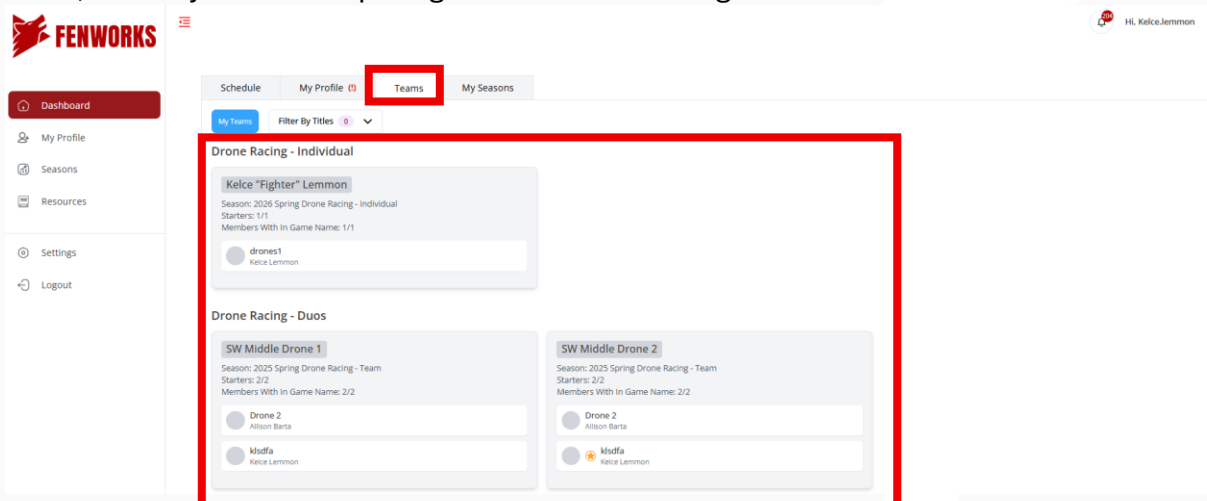 FENWORKS
204
Hi, Kelce.lemmon
Schedule
My Profile (!)
Teams
My Seasons
Dashboard
My Profile
Seasons
Resources
Settings
Logout
My Teams
Filter By Titles 0
Drone Racing - Individual
Kelce "Fighter" Lemmon
Season: 2026 Spring Drone Racing - Individual
Starters: 1/1
Members With In Game Name: 1/1
drones1
Kelce Lemmon
Drone Racing - Duos
SW Middle Drone 1
Season: 2025 Spring Drone Racing - Team
Starters: 2/2
Members With In Game Name: 2/2
Drone 2
Allison Barta
klsdfa
Kelce Lemmon
SW Middle Drone 2
Season: 2025 Spring Drone Racing - Team
Starters: 2/2
Members With In Game Name: 2/2
Drone 2
Allison Barta
klsdfa
Kelce Lemmon